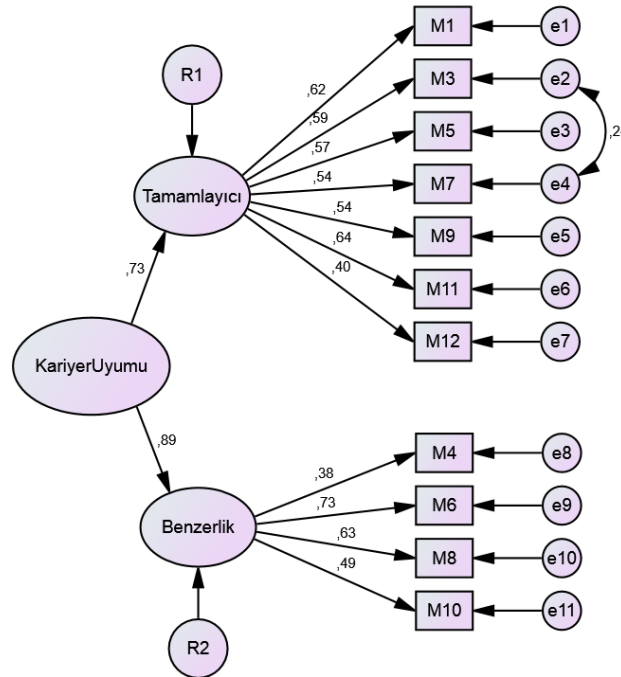 R1
Tamamlayıcı
KariyerUyumu
Benzerlik
R2
,73
,89
,62
,59
,57
,54
,54
,64
,40
,38
,73
,63
,49
M1
M3
M5
M7
M9
M11
M12
M4
M6
M8
M10
e1
e2
e3
e4
e5
e6
e7
e8
e9
e10
e11